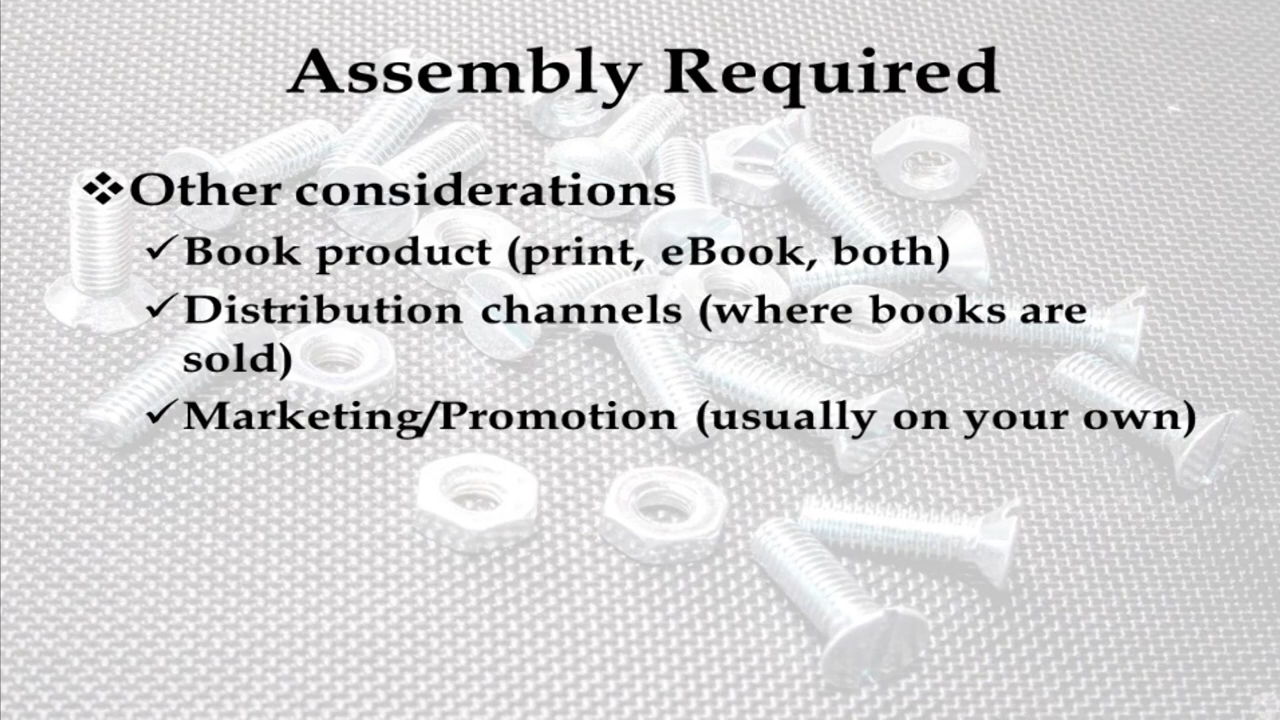 Assembly Required
❖Other considerations
✓Book product (print, eBook, both)
✓Distribution channels (where books are
sold)
✓Marketing/Promotion (usually on your own)